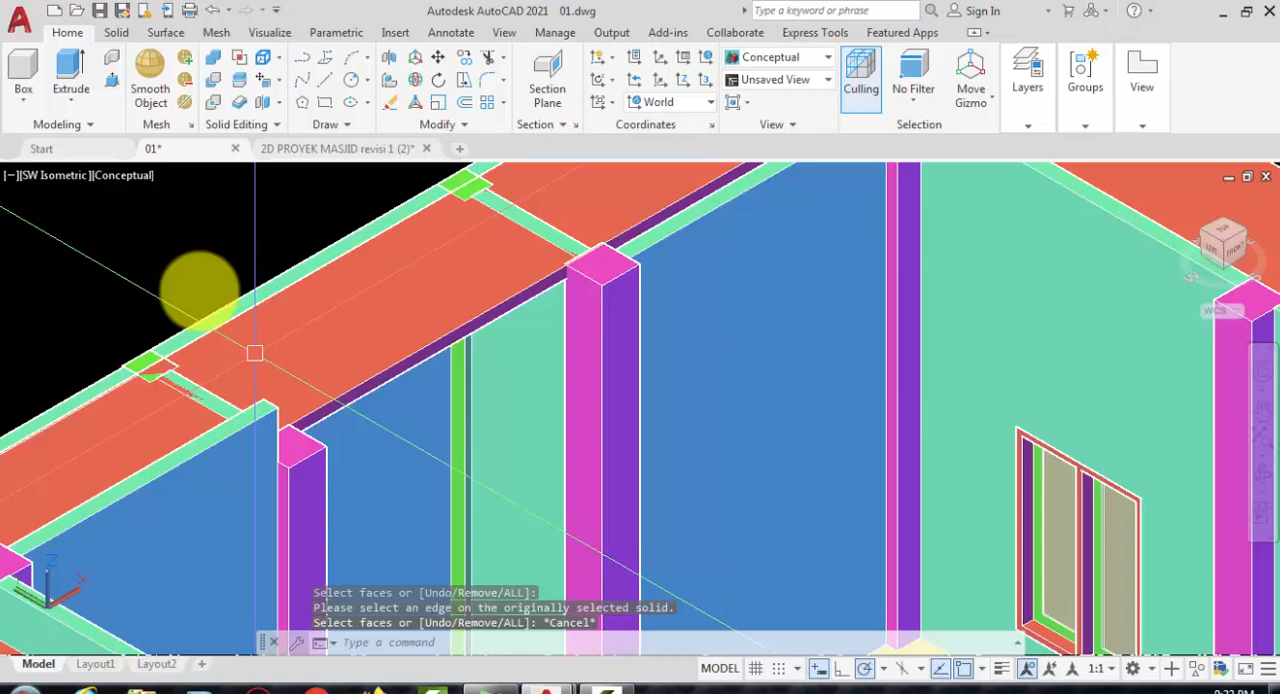 Autodesk AutoCAD 2021 01.dwg
Type a keyword or phrase
Sign In
Home Solid Surface Mesh Visualize Parametric Insert Annotate View Manage Output Add-ins Collaborate Express Tools Featured Apps
Box
Extrude
Smooth
Object
Section
Plane
Conceptual
Unsaved View
World
Culling
No Filter
Move
Gizmo
Layers
Groups
View
Modeling
Mesh
Solid Editing
Draw
Modify
Section
Coordinates
View
Selection
Start
01*
2D PROYEK MASJID revisi 1 (2)*
[−][SW Isometric][Conceptual]
TOP
LEFT
FRONT
WCS
Z
X
Select faces or [Undo/Remove/ALL]:
Please select an edge on the originally selected solid.
Select faces or [Undo/Remove/ALL]: *Cancel*
Type a command
Model Layout1 Layout2
MODEL
1:1